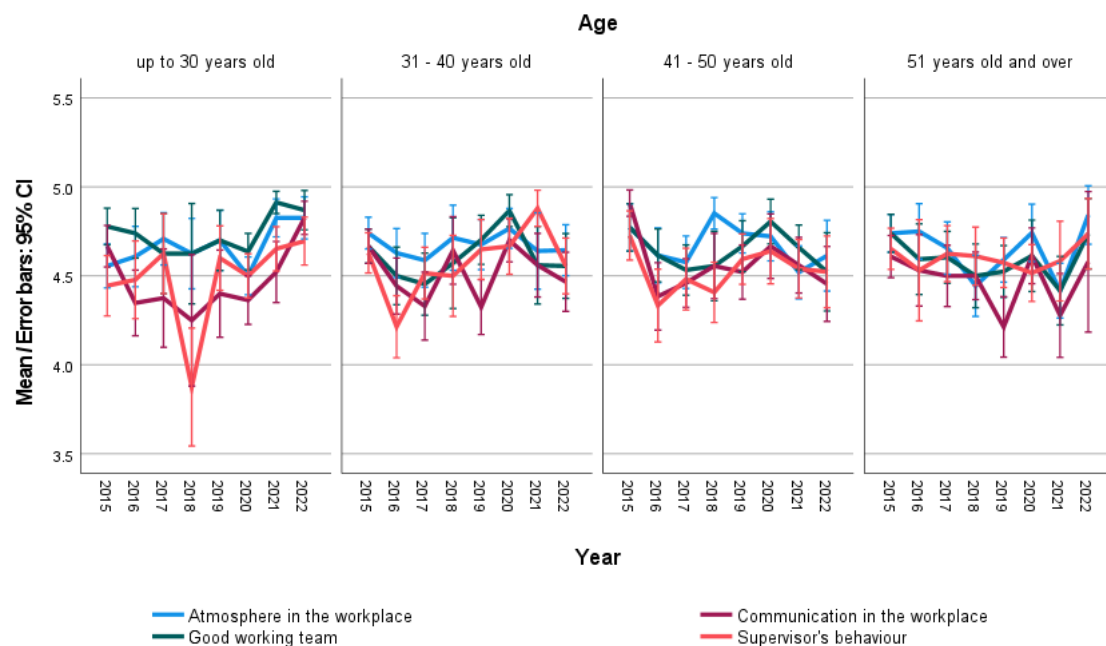 Age
up to 30 years old 31 - 40 years old 41 - 50 years old 51 years old and over
Mean / Error bars: 95% CI
5.5
5.0
4.5
4.0
3.5
2015 2016 2017 2018 2019 2020 2021 2022 2015 2016 2017 2018 2019 2020 2021 2022 2015 2016 2017 2018 2019 2020 2021 2022 2015 2016 2017 2018 2019 2020 2021 2022
Year
Atmosphere in the workplace Communication in the workplace
Good working team Supervisor's behaviour